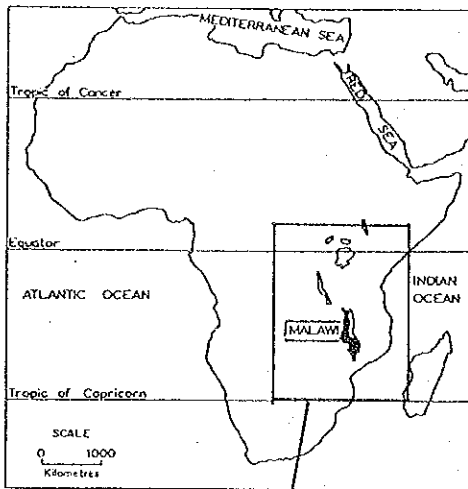 MEDITERRANEAN SEA
RED
SEA
Tropic of Cancer
Equator
ATLANTIC OCEAN
INDIAN
OCEAN
MALAWI
Tropic of Capricorn
SCALE
0 1000
Kilometres